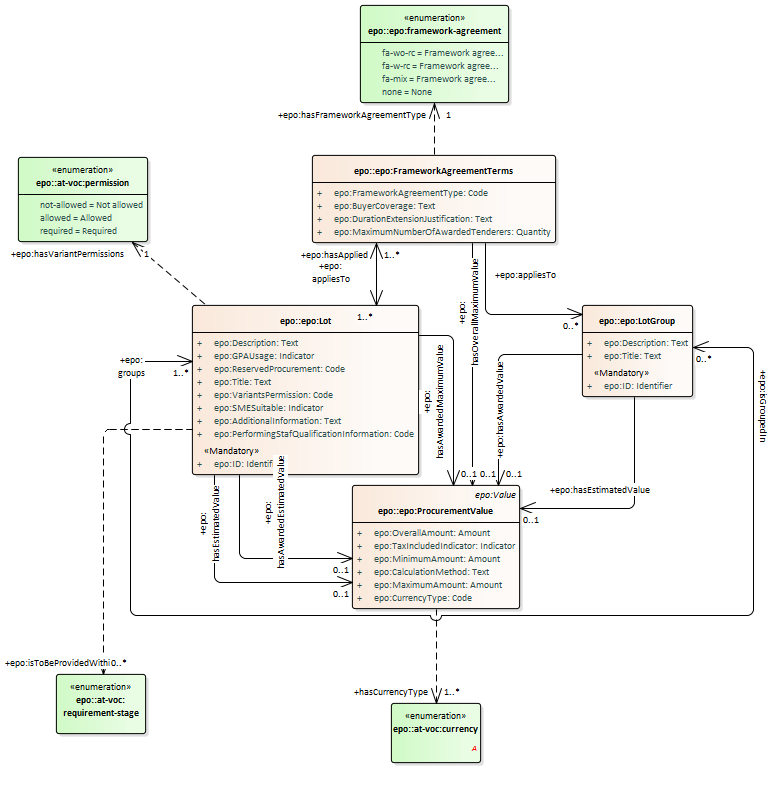 «enumeration»
epo::epo:framework-agreement
fa-wo-rc = Framework agree...
fa-w-rc = Framework agree...
fa-mix = Framework agree...
none = None
+epo:hasFrameworkAgreementType 1
epo::epo:FrameworkAgreementTerms
+ epo:FrameworkAgreementType: Code
+ epo:BuyerCoverage: Text
+ epo:DurationExtensionJustification: Text
+ epo:MaximumNumberOfAwardedTenderers: Quantity
«enumeration»
epo::at-voc:permission
not-allowed = Not allowed
allowed = Allowed
required = Required
+epo:hasVariantPermissions 1
+epo:hasApplied 1..*
+epo:
appliesTo
1..*
+epo:
hasOverallMaximumValue
+epo:appliesTo
0..*
epo::epo:Lot
+ epo:Description: Text
+ epo:GPAUsage: Indicator
+ epo:ReservedProcurement: Code
+ epo:Title: Text
+ epo:VariantsPermission: Code
+ epo:SMESuitable: Indicator
+ epo:AdditionalInformation: Text
+ epo:PerformingStafQualificationInformation: Code
«Mandatory»
+ epo:ID: Identifi
+epo:
groups
1..*
epo::epo:LotGroup
+ epo:Description: Text
+ epo:Title: Text
«Mandatory»
+ epo:ID: Identifier
0..*
+epo:isGroupedIn
+epo:
hasAwardedMaximumValue
+epo:hasAwardedValue
0..1 0..1 0..1
+epo:hasEstimatedValue
0..1
+epo:
hasEstimatedValue
+epo:
hasAwardedEstimatedValue
0..1
0..1
epo:Value
epo::epo:ProcurementValue
+ epo:OverallAmount: Amount
+ epo:TaxIncludedIndicator: Indicator
+ epo:MinimumAmount: Amount
+ epo:CalculationMethod: Text
+ epo:MaximumAmount: Amount
+ epo:CurrencyType: Code
+epo:isToBeProvidedWithi 0..*
«enumeration»
epo::at-voc:
requirement-stage
+hasCurrencyType 1..*
«enumeration»
epo::at-voc:currency
A